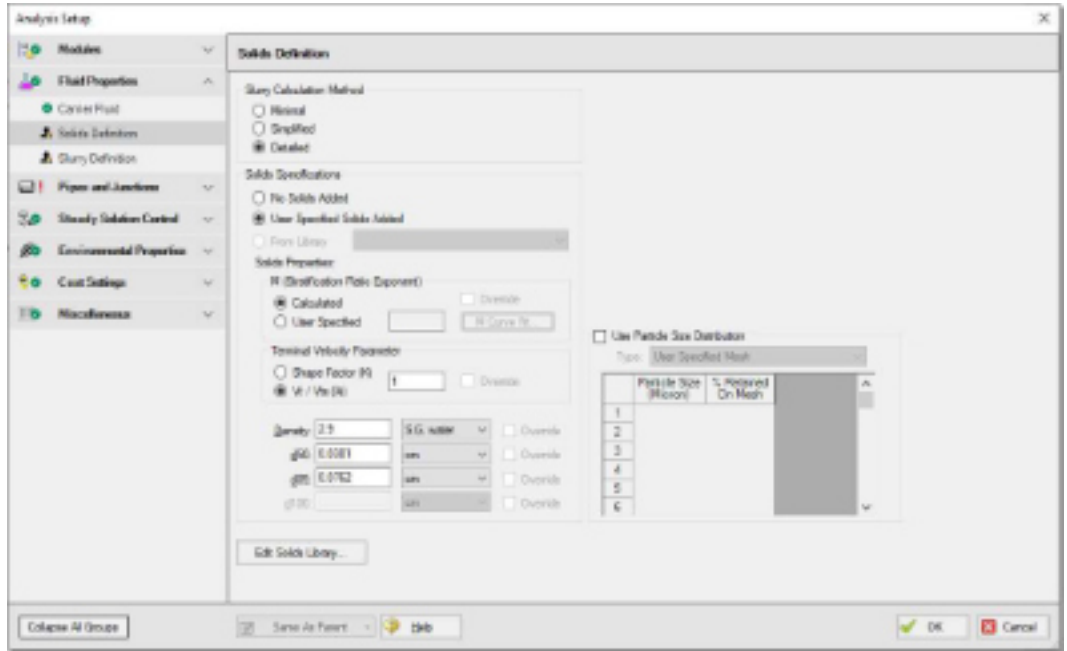 Analysis Setup
Modules
Fluid Properties
Carrier Fluid
Solids Definition
Slurry Definition
Pipes and Junctions
Steady Solution Control
Environmental Properties
Cost Settings
Miscellaneous
Collapse All Groups
Solids Definition
Slurry Calculation Method
Minimal
Simplified
Detailed
Solids Specifications
No Solids Added
User Specified Solids Added
From Library
Solids Properties
M (Stratification Ratio Exponent)
Calculated
Override
User Specified
M Curve Fit...
Terminal Velocity Parameter
Shape Factor (K)
1
Override
Vt / Vts (%)
Density 2.9 S.G. water Override
d50 0.0381 cm Override
d85 0.0762 cm Override
cm Override
Use Particle Size Distribution
Type: User Specified Mesh
Particle Size (Micron) % Retained On Mesh
1
2
3
4
5
6
Edit Solids Library...
Same As Parent
Help
OK
Cancel